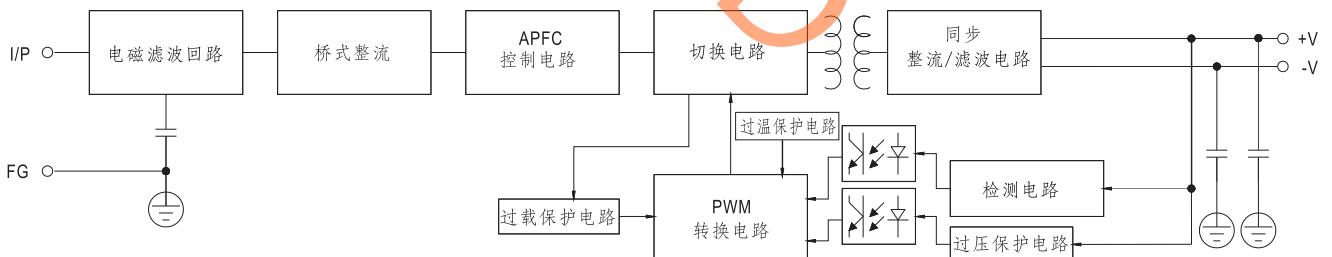 I/P
电磁滤波回路
桥式整流
APFC
控制电路
切换电路
同步
整流/滤波电路
+V
-V
过温保护电路
FG
检测电路
过载保护电路
PWM
转换电路
过压保护电路